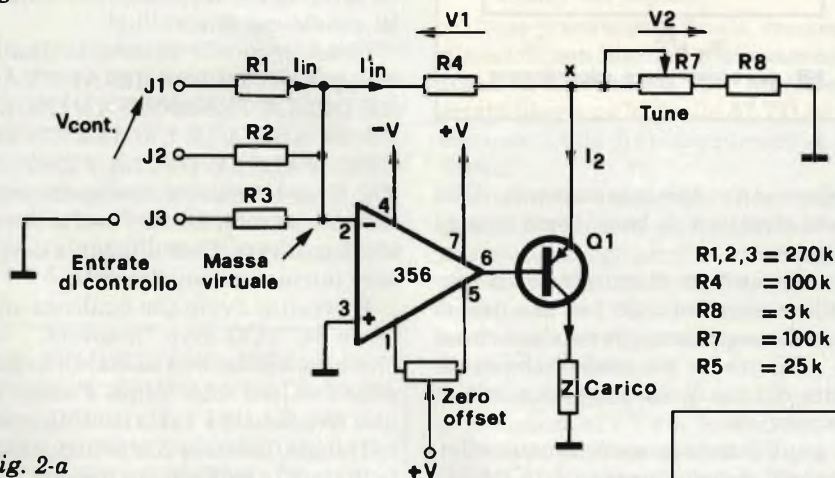 V1
V2
R1
Iin
I'in
R4
x
R7
R8
J1
Tune
Vcont.
R2
-V
+V
I2
J2
4
R3
7
J3
2
-
Q1
356
6
Entrate
di controllo
Massa
virtuale
3
+
5
1
Zero
offset
+V
Z
Carico
R1,2,3 = 270k
R4 = 100k
R8 = 3k
R7 = 100k
R5 = 25k
Fig. 2-a